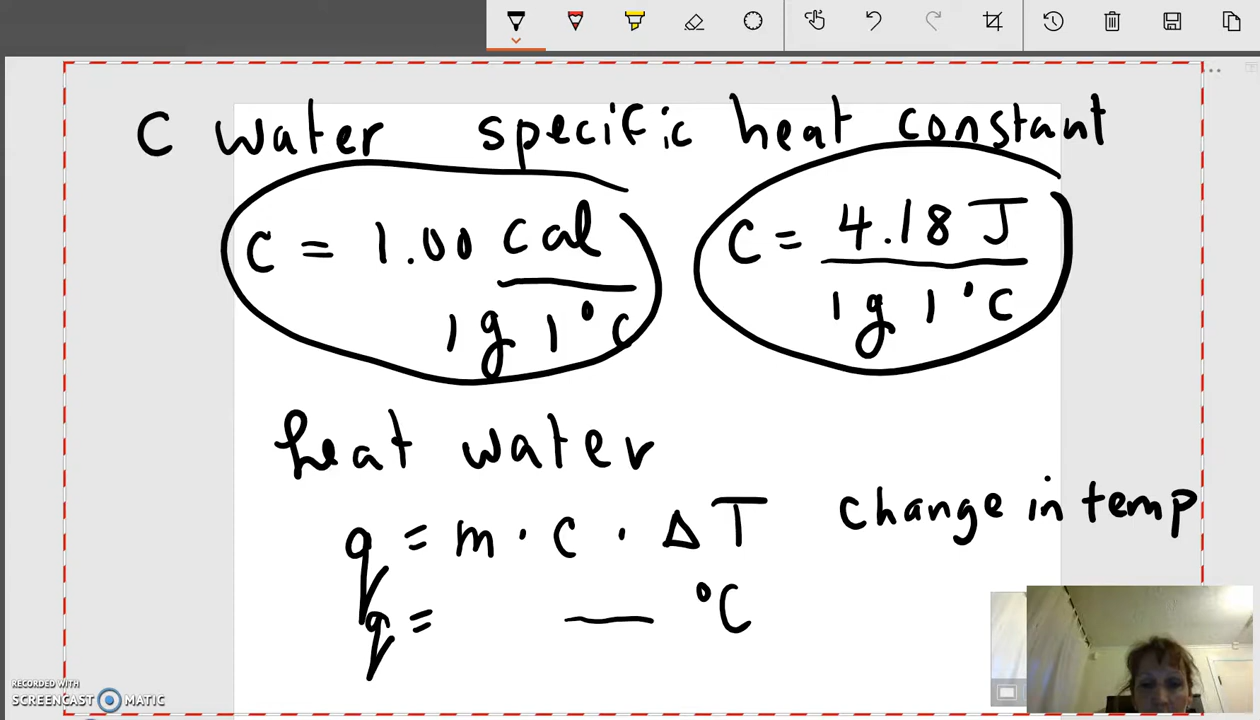 C water specific heat constant
C = 1.00 cal
1g 1°C
C = 4.18 J
1g 1°C
heat water
q = m · c · ΔT change in temp
q = __ °C
RECORDED WITH
SCREENCAST MATIC